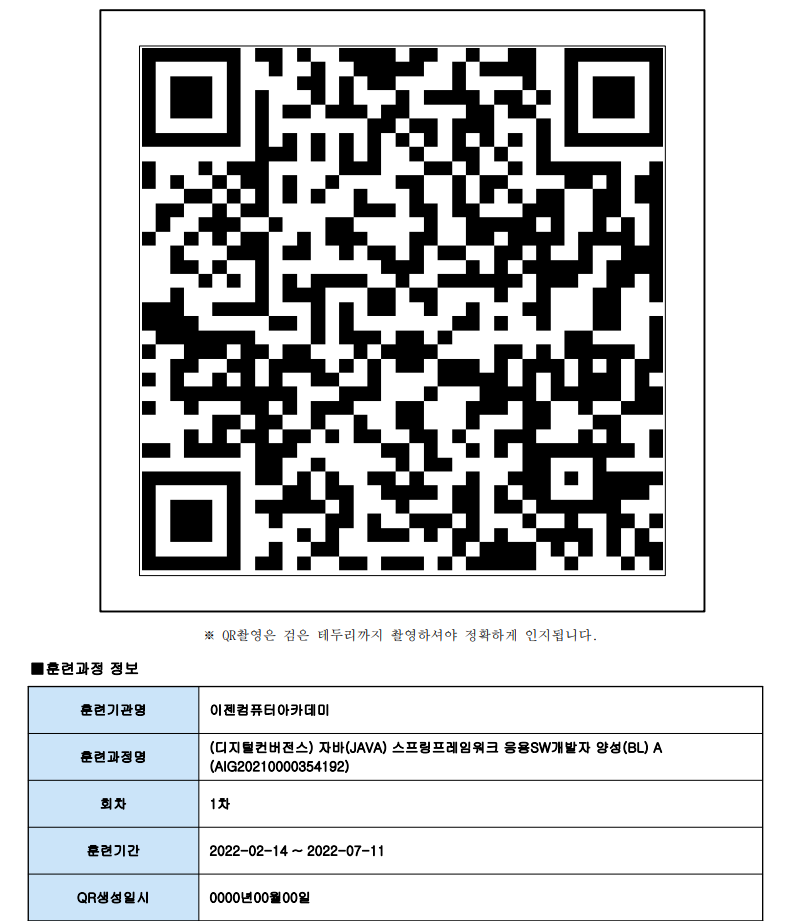 ※ QR촬영은 검은 테두리까지 촬영하셔야 정확하게 인지됩니다.
■훈련과정 정보
훈련기관명 이젠컴퓨터아카데미
훈련과정명 (디지털컨버전스) 자바(JAVA) 스프링프레임워크 응용SW개발자 양성(BL) A
(AIG20210000354192)
회차 1차
훈련기간 2022-02-14 ~ 2022-07-11
QR생성일시 0000년00월00일